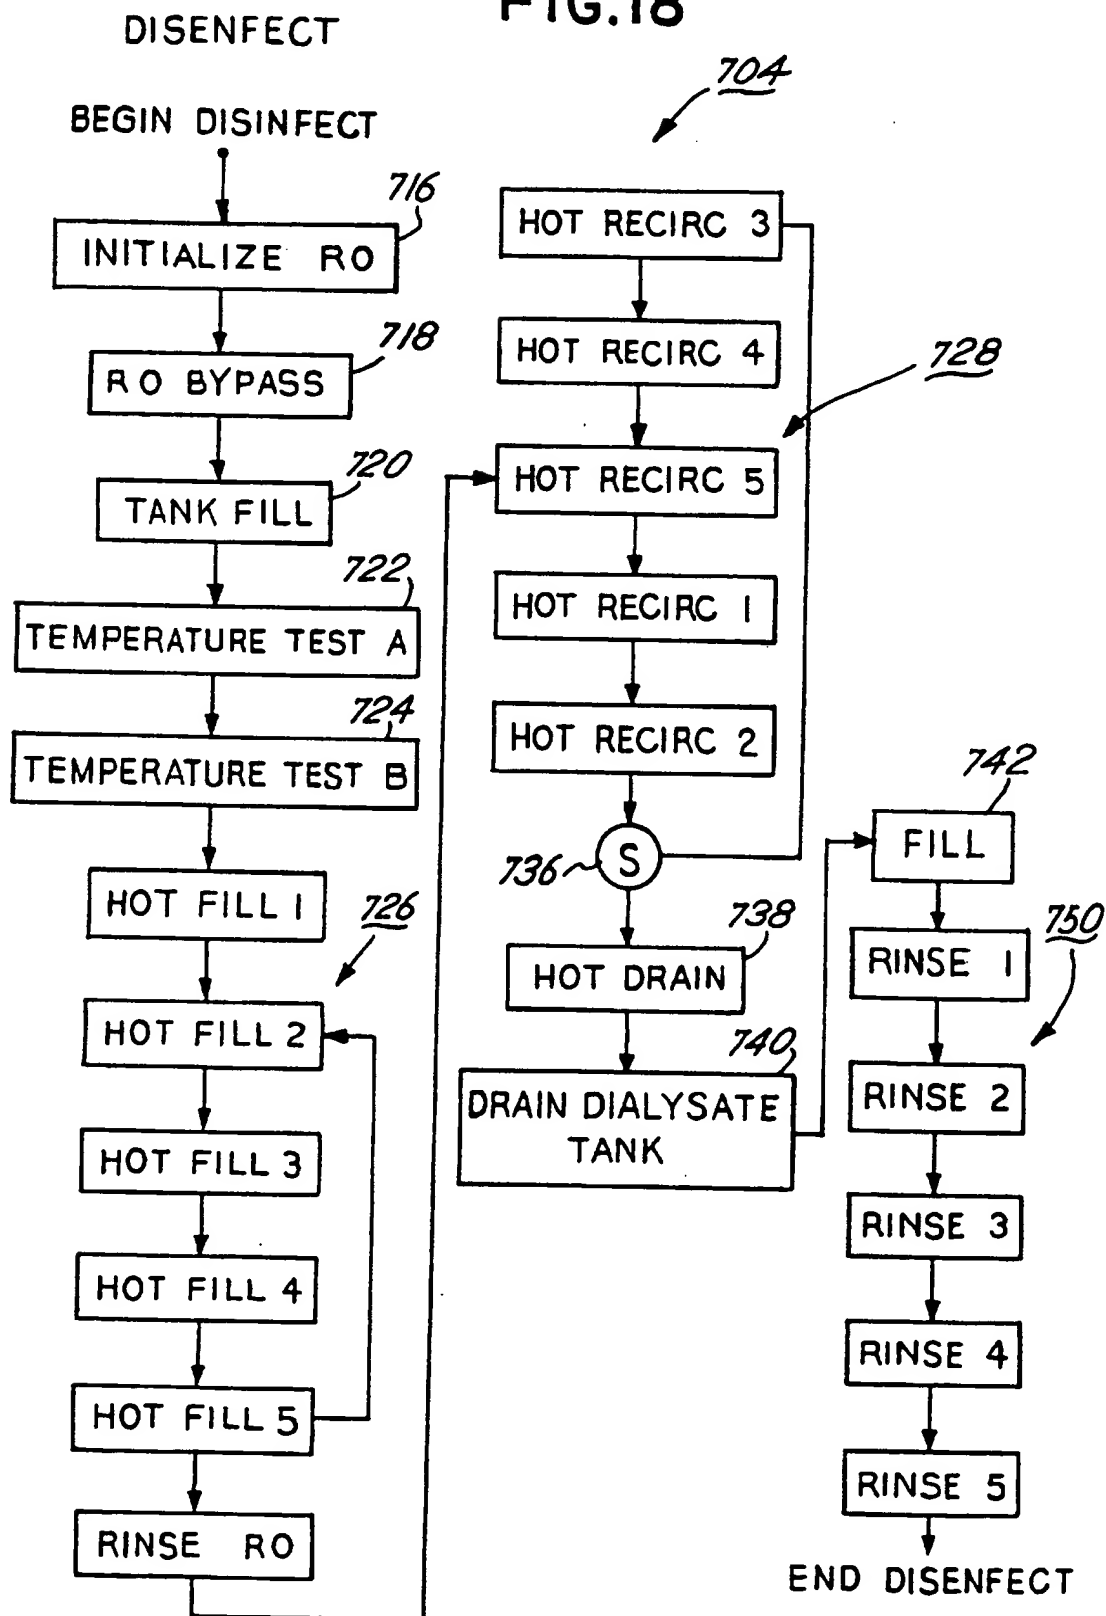 FIG.18
DISENFECT
BEGIN DISINFECT
716
INITIALIZE RO
718
RO BYPASS
720
TANK FILL
722
TEMPERATURE TEST A
724
TEMPERATURE TEST B
HOT FILL 1
726
HOT FILL 2
HOT FILL 3
HOT FILL 4
HOT FILL 5
RINSE RO
704
HOT RECIRC 3
HOT RECIRC 4
728
HOT RECIRC 5
HOT RECIRC 1
HOT RECIRC 2
736
S
738
HOT DRAIN
740
DRAIN DIALYSATE
TANK
742
FILL
750
RINSE 1
RINSE 2
RINSE 3
RINSE 4
RINSE 5
END DISENFECT